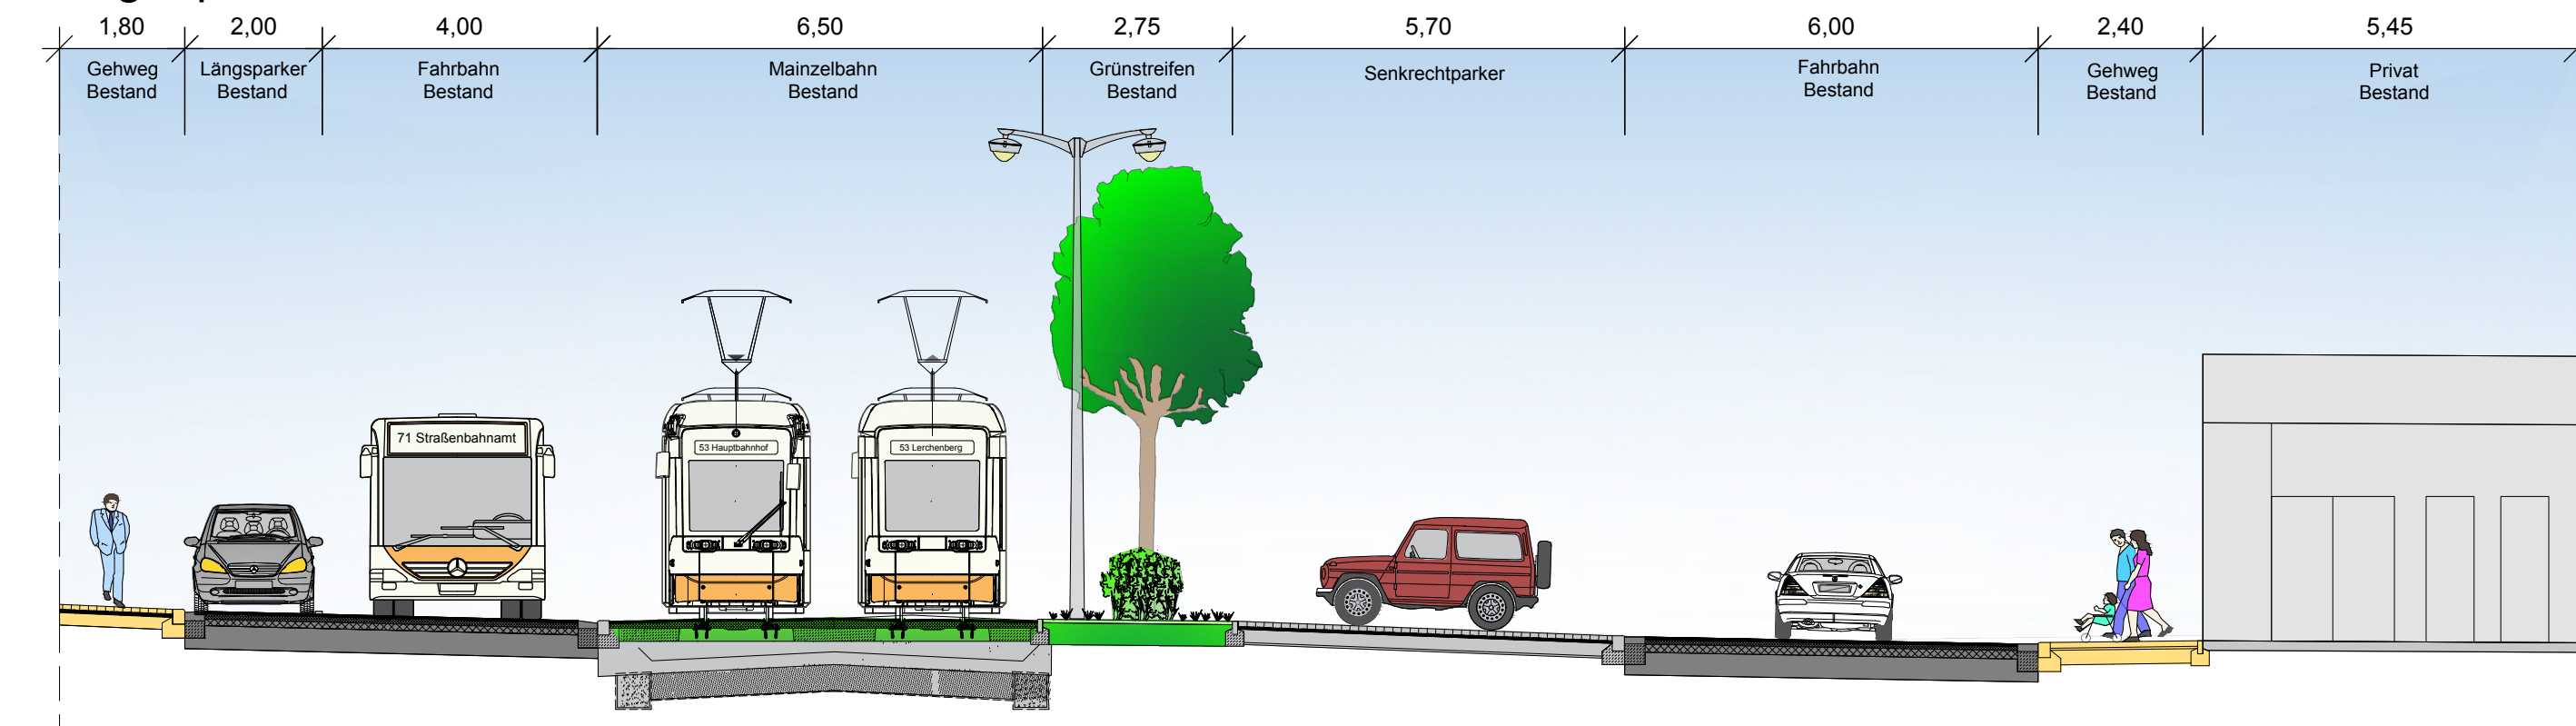 1,80
2,00
4,00
6,50
2,75
5,70
6,00
2,40
5,45
Gehweg
Bestand
Längsparker
Bestand
Fahrbahn
Bestand
Mainzelbahn
Bestand
Grünstreifen
Bestand
Senkrechtparker
Fahrbahn
Bestand
Gehweg
Bestand
Privat
Bestand
71 Straßenbahnamt
53 Hauptbahnhof
53 Lerchenberg